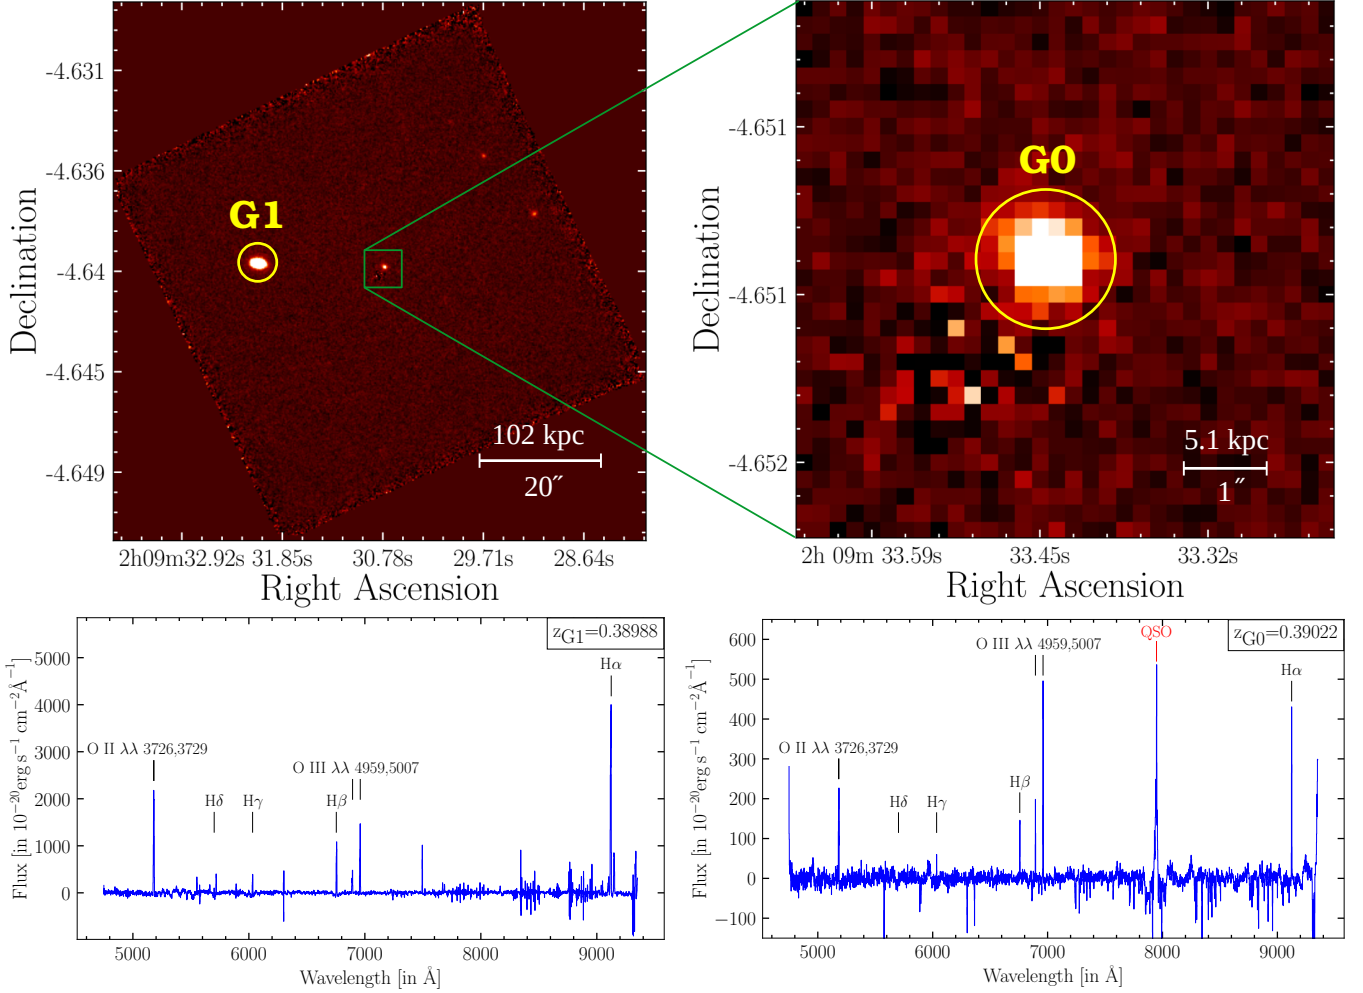 G1
-4.631
-4.636
-4.64
-4.645
-4.649
Declination
102 kpc
20″
2h09m32.92s 31.85s 30.78s 29.71s 28.64s
Right Ascension
G0
-4.651
-4.651
-4.652
Declination
5.1 kpc
1″
2h 09m 33.59s 33.45s 33.32s
Right Ascension
z_G1=0.38988
Hα
O II λλ 3726,3729
O III λλ 4959,5007
Hδ Hγ Hβ
5000
4000
3000
2000
1000
0
Flux [in 10⁻²⁰erg s⁻¹ cm⁻²Å⁻¹]
5000 6000 7000 8000 9000
Wavelength [in Å]
z_G0=0.39022
QSO
O III λλ 4959,5007
Hα
O II λλ 3726,3729
Hβ
Hδ Hγ
600
500
400
300
200
100
0
−100
Flux [in 10⁻²⁰erg s⁻¹ cm⁻²Å⁻¹]
5000 6000 7000 8000 9000
Wavelength [in Å]